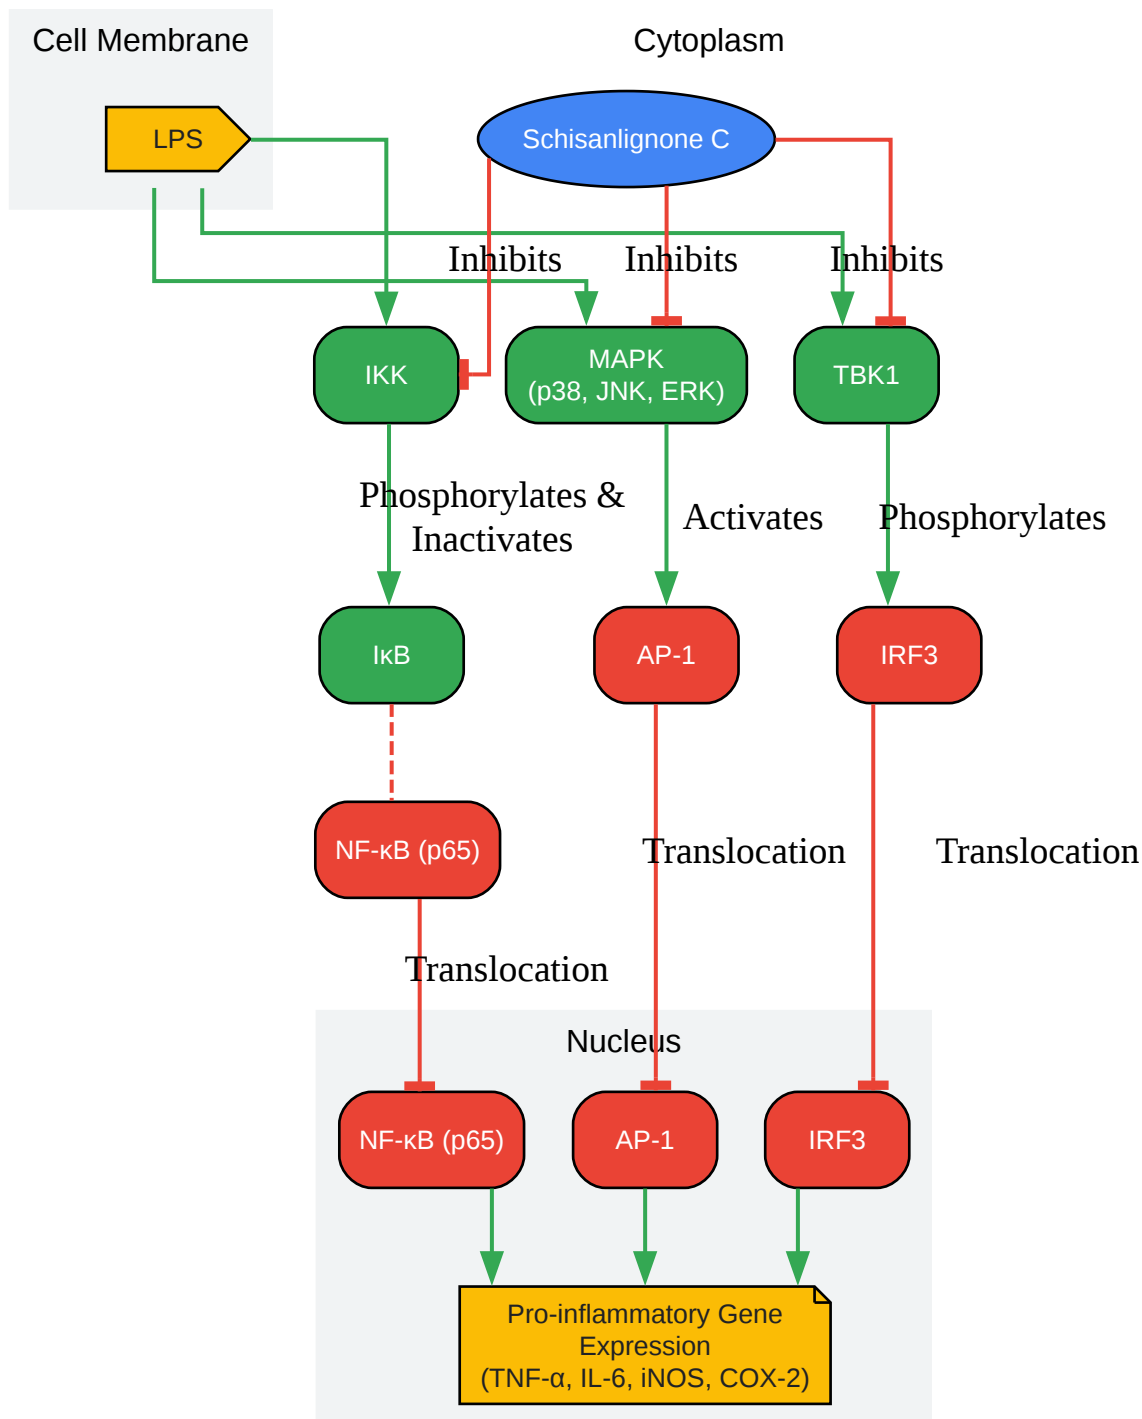 Cell Membrane
Cytoplasm
LPS
Schisanlignone C
Inhibits
Inhibits
Inhibits
IKK
MAPK
(p38, JNK, ERK)
TBK1
Phosphorylates &
Inactivates
Activates
Phosphorylates
IκB
AP-1
IRF3
NF-κB (p65)
Translocation
Translocation
Translocation
Nucleus
NF-κB (p65)
AP-1
IRF3
Pro-inflammatory Gene
Expression
(TNF-α, IL-6, iNOS, COX-2)